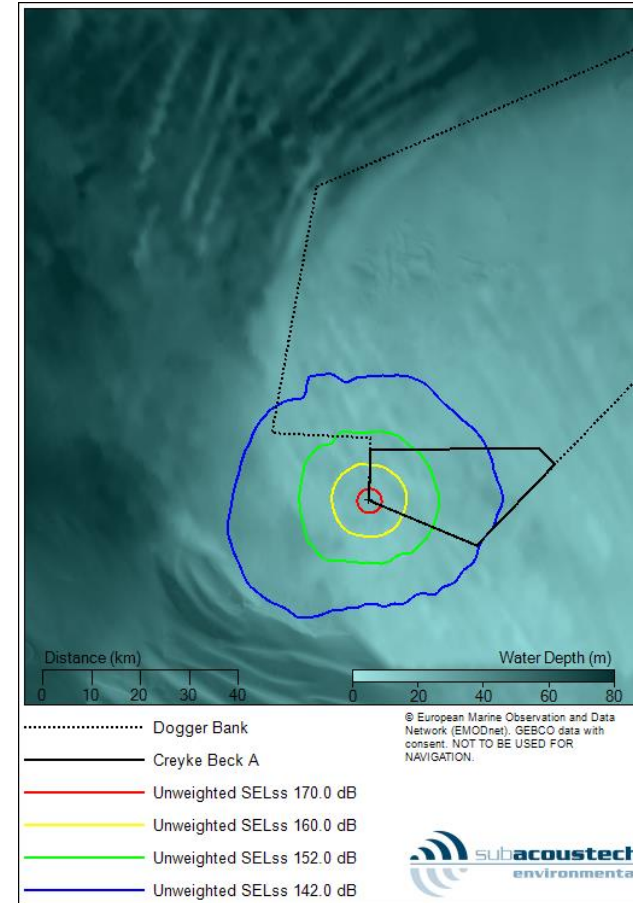 Distance (km)
0 10 20 30 40
Water Depth (m)
0 20 40 60 80
Dogger Bank
Creyke Beck A
Unweighted SELss 170.0 dB
Unweighted SELss 160.0 dB
Unweighted SELss 152.0 dB
Unweighted SELss 142.0 dB
© European Marine Observation and Data
Network (EMODnet). GEBCO data with
consent. NOT TO BE USED FOR
NAVIGATION.
subacoustech
environmenta